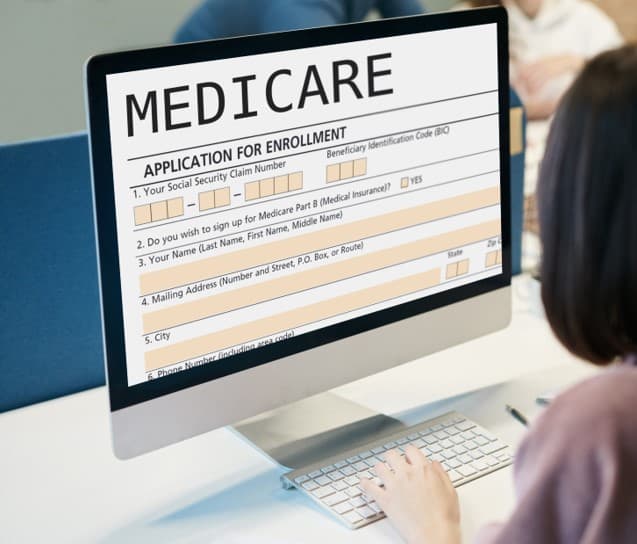 MEDICARE
APPLICATION FOR ENROLLMENT
1. Your Social Security Claim Number
Beneficiary Identification Code (BIC)
2. Do you wish to sign up for Medicare Part B (Medical Insurance)? YES
3. Your Name (Last Name, First Name, Middle Name)
4. Mailing Address (Number and Street, P.O. Box, or Route)
5. City
State
Zip
6. Phone Number (including area code)